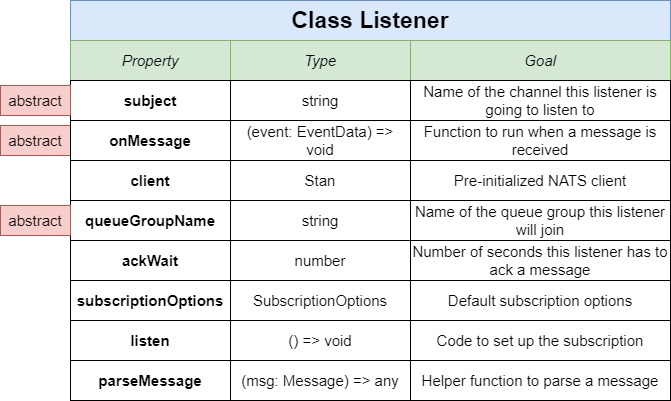 Class Listener
Property Type Goal
abstract subject string Name of the channel this listener is
going to listen to
abstract onMessage (event: EventData) => Function to run when a message is
void received
client Stan Pre-initialized NATS client
abstract queueGroupName string Name of the queue group this listener
will join
ackWait number Number of seconds this listener has to
ack a message
subscriptionOptions SubscriptionOptions Default subscription options
listen () => void Code to set up the subscription
parseMessage (msg: Message) => any Helper function to parse a message